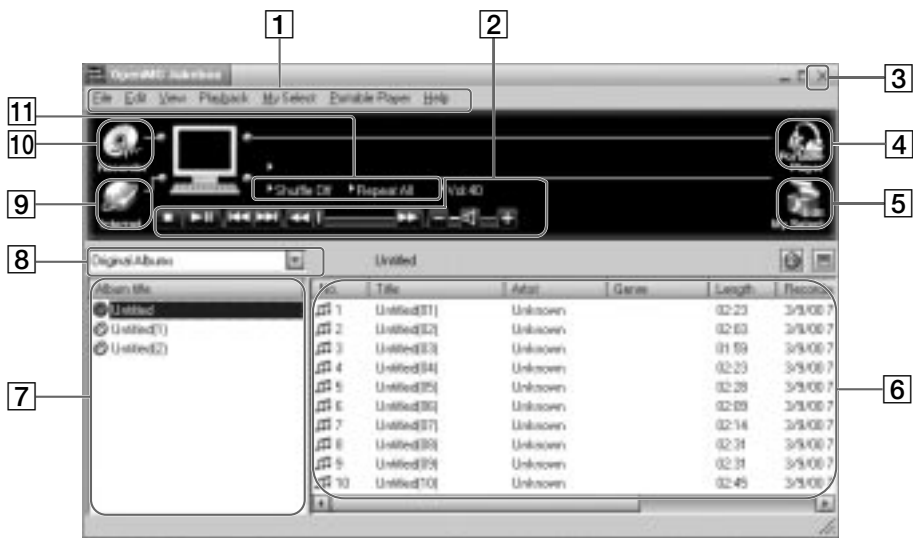 1 2
OpenMG Jukebox
3
File Edit View Playback My Select Portable Player Help
11
10
4
9
Shuffle Off Repeat All Vol:40
5
My Select
8
Original Albums Untitled
Album title No. Title Artist Genre Length
Untitled 1 Untitled(01) Unknown 02:23 3/9/00 7
Untitled(1) 2 Untitled(02) Unknown 02:03 3/9/00 7
Untitled(2) 3 Untitled(03) Unknown 01:59 3/9/00 7
4 Untitled(04) Unknown 02:23 3/9/00 7
7 5 Untitled(05) Unknown 02:28 3/9/00 7 6
6 Untitled(06) Unknown 02:09 3/9/00 7
7 Untitled(07) Unknown 02:14 3/9/00 7
8 Untitled(08) Unknown 02:31 3/9/00 7
9 Untitled(09) Unknown 02:31 3/9/00 7
10 Untitled(10) Unknown 02:45 3/9/00 7